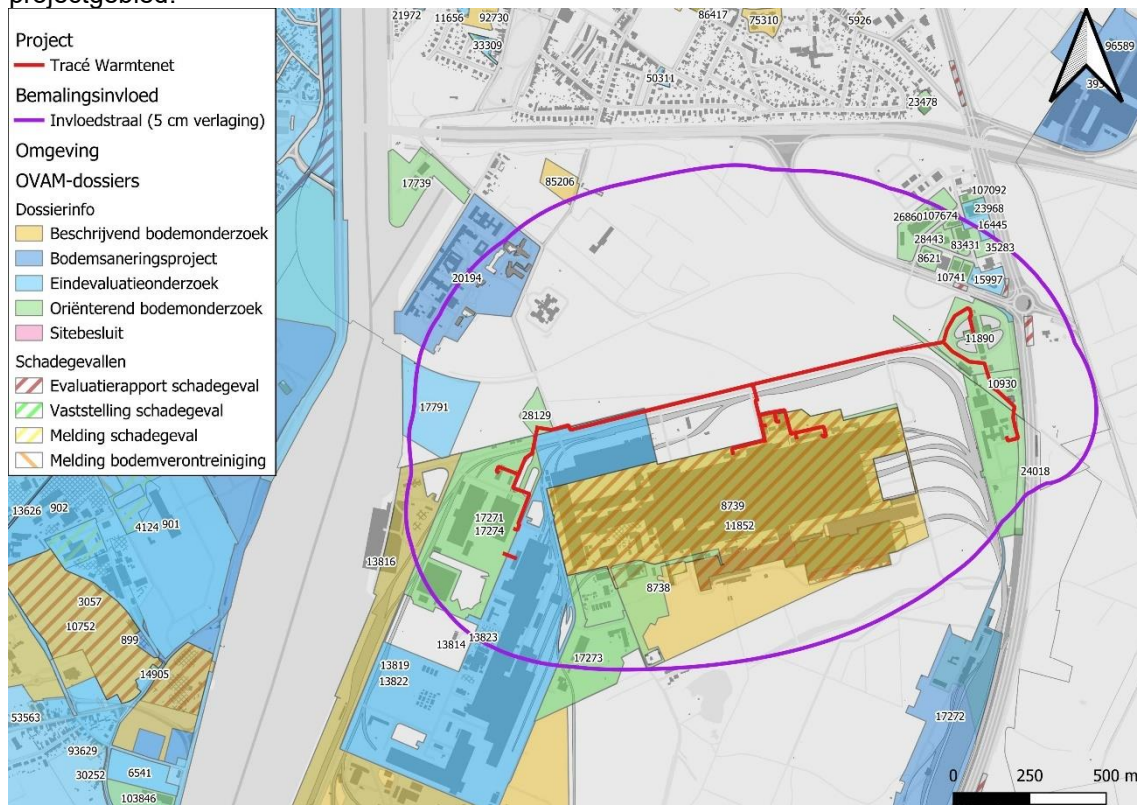 projectgebied:
Project
Tracé Warmtenet
Bemalingsinvloed
Invloedstraal (5 cm verlaging)
Omgeving
OVAM-dossiers
Dossierinfo
Beschrijvend bodemonderzoek
Bodemsaneringsproject
Eindevaluatieonderzoek
Oriënterend bodemonderzoek
Sitebesluit
Schadegevallen
Evaluatierapport schadegeval
Vaststelling schadegeval
Melding schadegeval
Melding bodemverontreiniging
21972
11656
92730
33309
86417
75310
5926
50311
23478
96589
17739
85206
107092
23968
26860
107674
16445
28443
83431
35283
8621
10741
15997
20194
11890
10930
17791
28129
24018
8739
11852
17271
17274
13626
902
4124
901
13816
8738
3057
10752
899
13814
13823
14905
13819
13822
17273
17272
53563
93629
30252
6541
103846
0 250 500 m